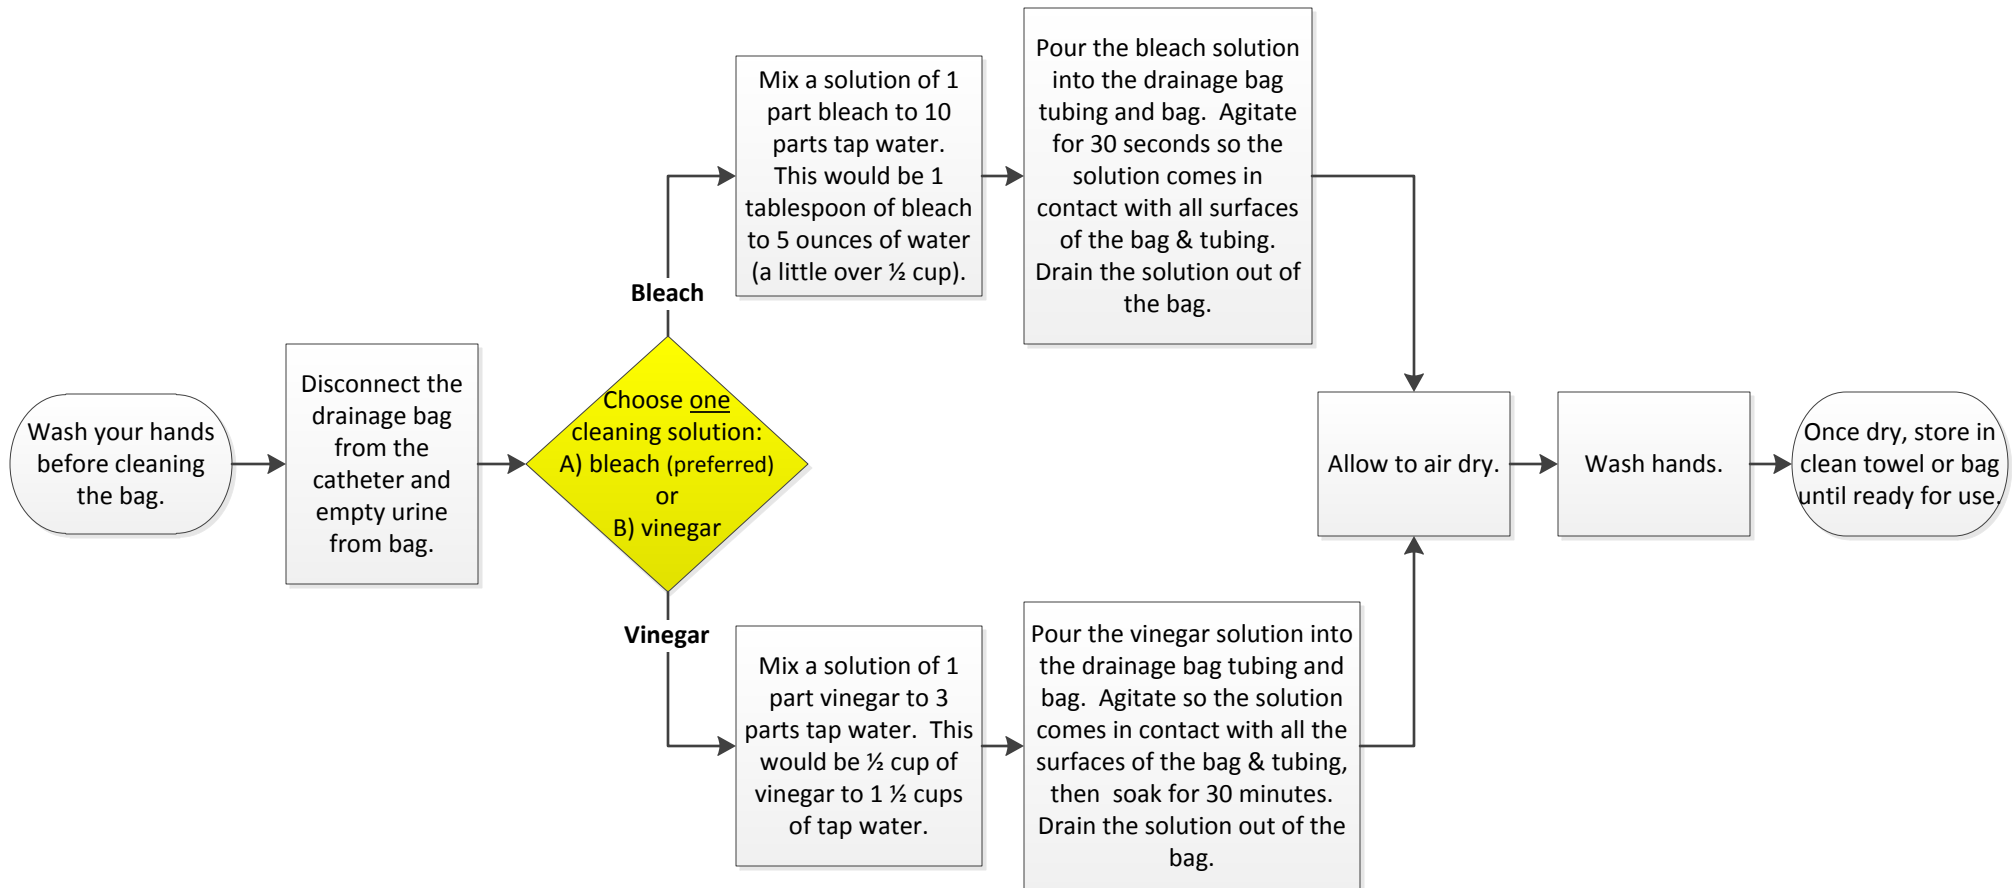 Wash your hands
before cleaning
the bag.
Disconnect the
drainage bag
from the
catheter and
empty urine
from bag.
Choose one
cleaning solution:
A) bleach (preferred)
or
B) vinegar
Bleach
Mix a solution of 1
part bleach to 10
parts tap water.
This would be 1
tablespoon of bleach
to 5 ounces of water
(a little over ½ cup).
Pour the bleach solution
into the drainage bag
tubing and bag.  Agitate
for 30 seconds so the
solution comes in
contact with all surfaces
of the bag & tubing.
Drain the solution out of
the bag.
Vinegar
Mix a solution of 1
part vinegar to 3
parts tap water.  This
would be ½ cup of
vinegar to 1 ½ cups
of tap water.
Pour the vinegar solution into
the drainage bag tubing and
bag.  Agitate so the solution
comes in contact with all the
surfaces of the bag & tubing,
then  soak for 30 minutes.
Drain the solution out of the
bag.
Allow to air dry.
Wash hands.
Once dry, store in
clean towel or bag
until ready for use.